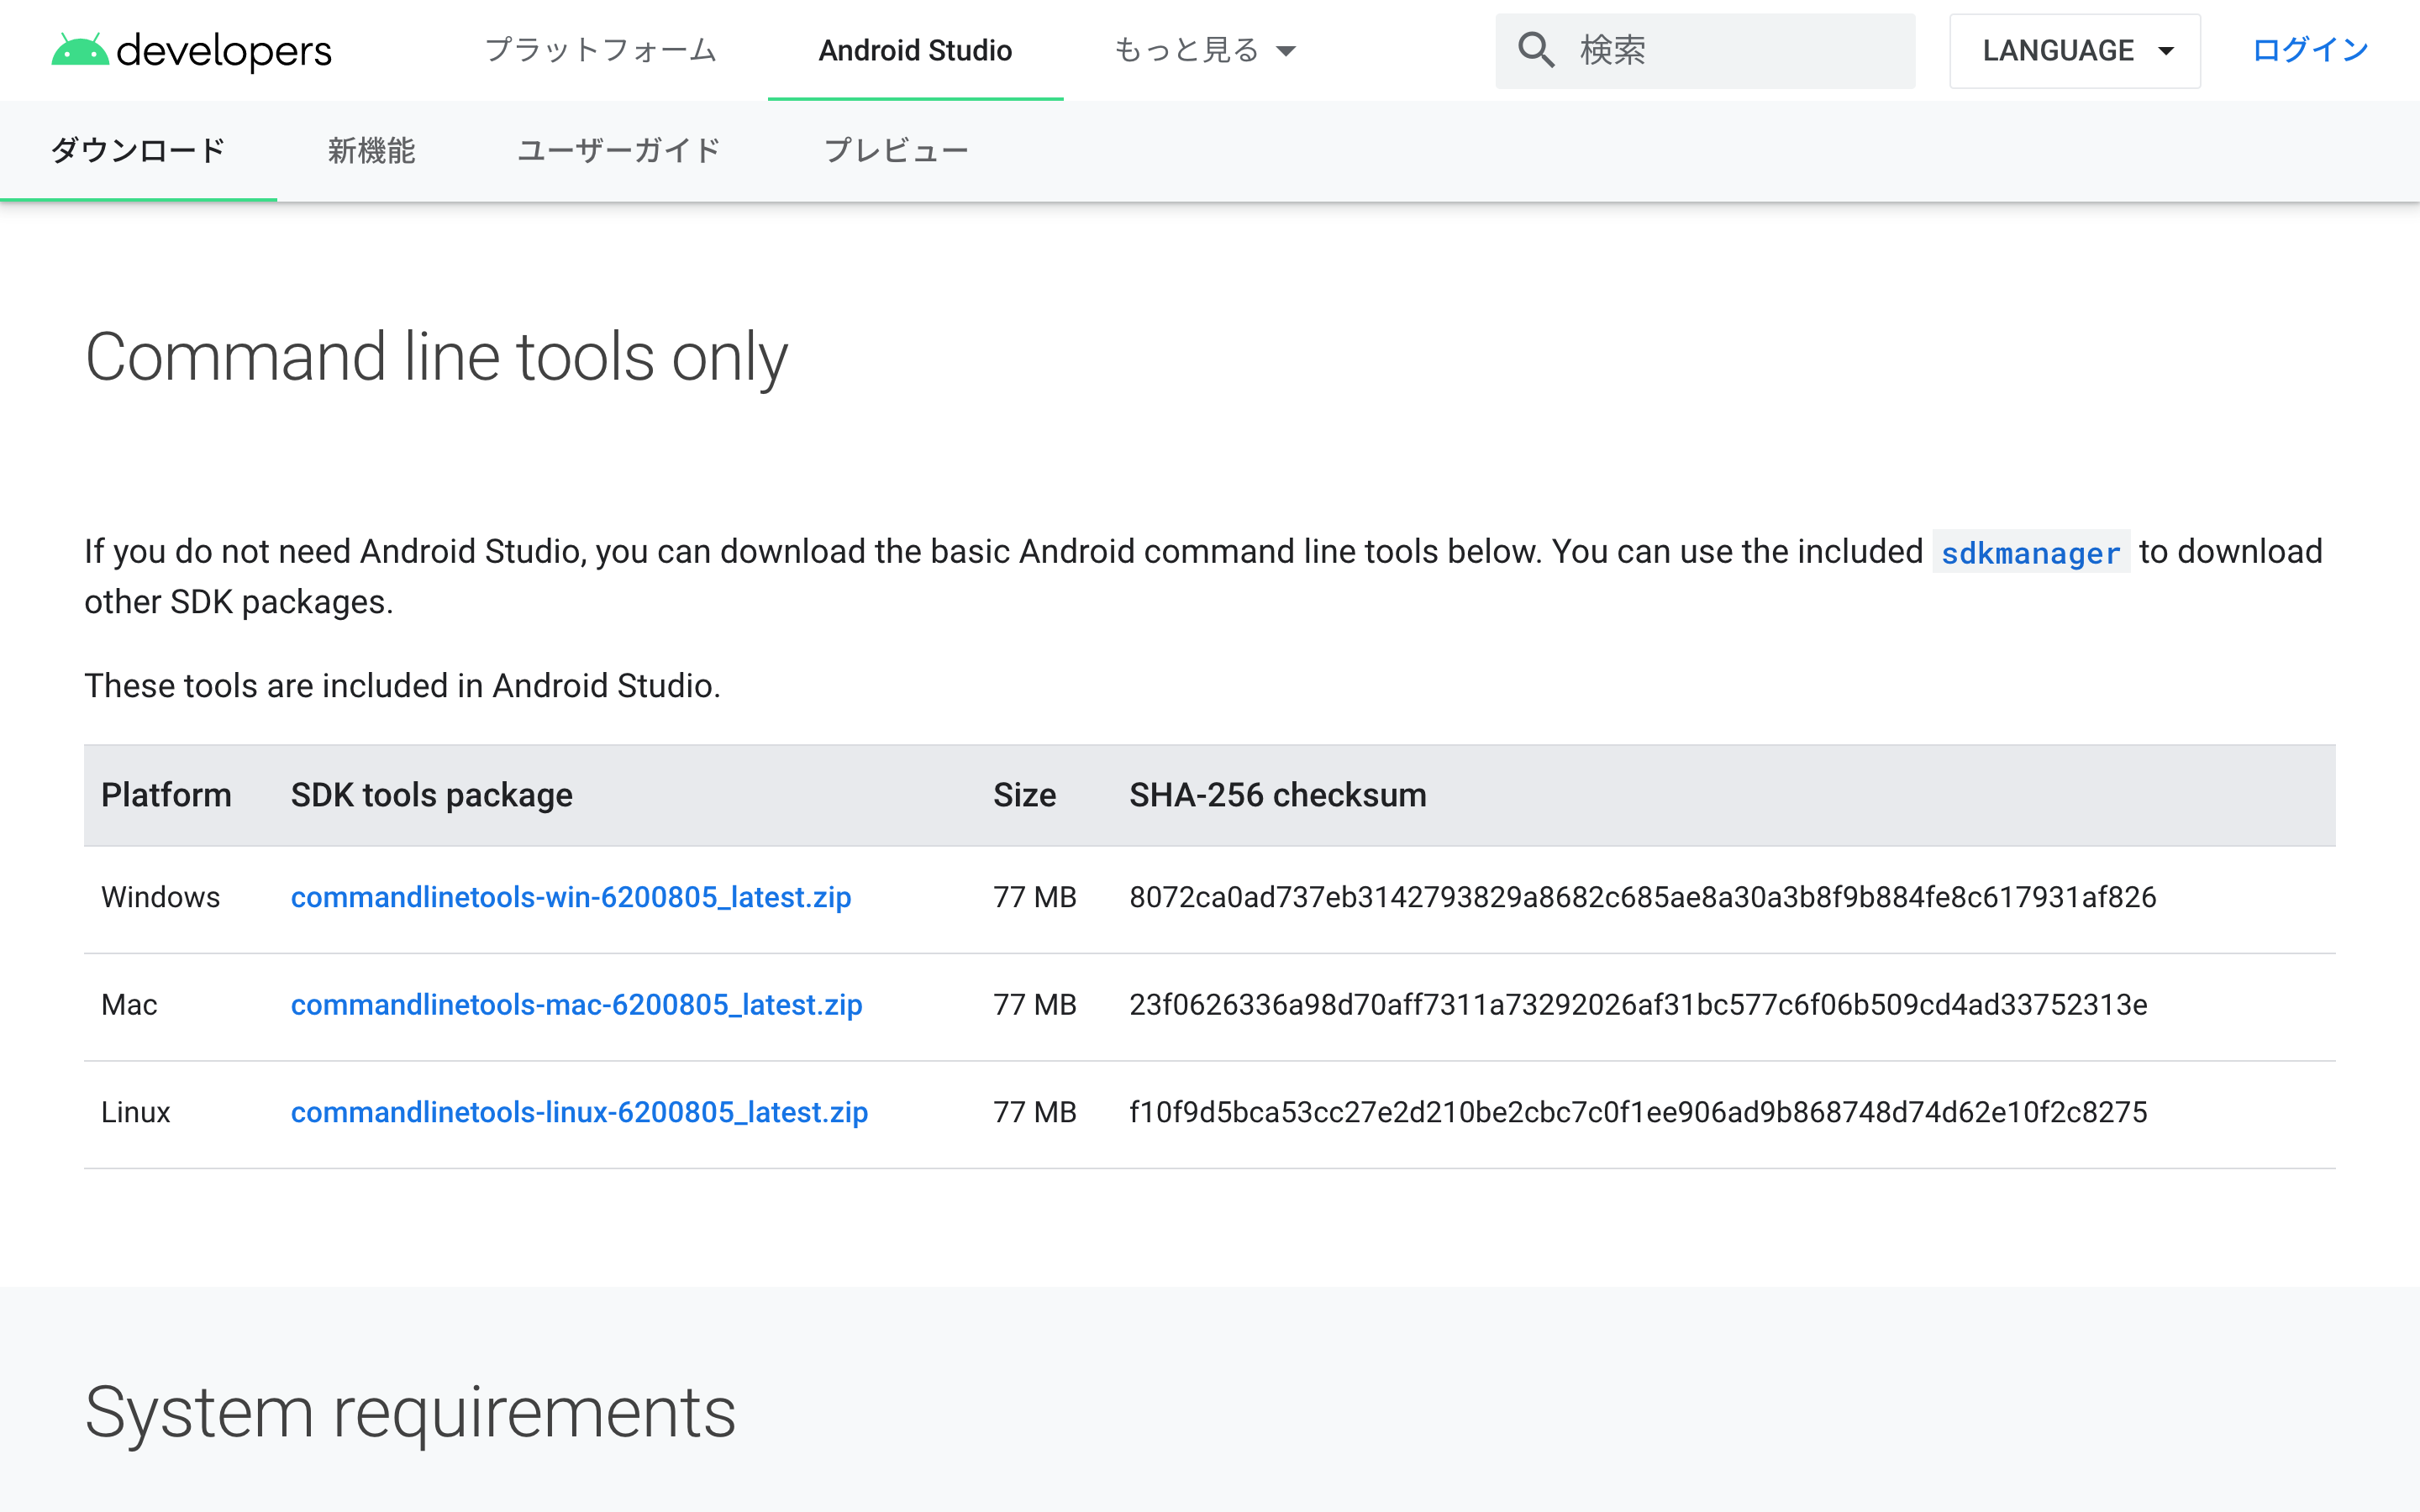 developers プラットフォーム Android Studio もっと見る 検索 LANGUAGE ログイン
ダウンロード 新機能 ユーザーガイド プレビュー
Command line tools only
If you do not need Android Studio, you can download the basic Android command line tools below. You can use the included sdkmanager to download
other SDK packages.
These tools are included in Android Studio.
Platform SDK tools package Size SHA-256 checksum
Windows commandlinetools-win-6200805_latest.zip 77 MB 8072ca0ad737eb3142793829a8682c685ae8a30a3b8f9b884fe8c617931af826
Mac commandlinetools-mac-6200805_latest.zip 77 MB 23f0626336a98d70aff7311a73292026af31bc577c6f06b509cd4ad33752313e
Linux commandlinetools-linux-6200805_latest.zip 77 MB f10f9d5bca53cc27e2d210be2cbc7c0f1ee906ad9b868748d74d62e10f2c8275
System requirements